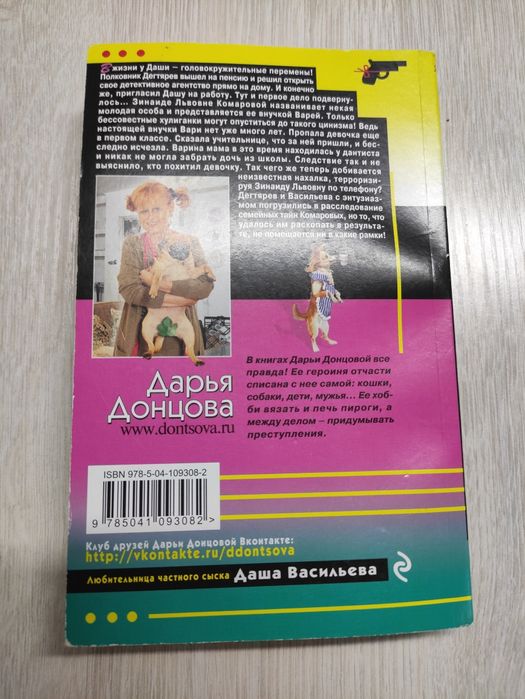 В жизни у Даши – головокружительные перемены!
Полковник Дегтярев вышел на пенсию и решил открыть
свое детективное агентство прямо на дому. И конечно
же, пригласил Дашу на работу. Тут и первое дело подверну-
лось... Зинаиде Львовне Комаровой названивает некая
молодая особа и представляется ее внучкой Варей. Только
бессовестные хулиганки могут опуститься до такого цинизма! Ведь
настоящей внучки Вари нет уже много лет. Пропала девочка еще
в первом классе. Сказала учительнице, что за ней пришли, и бес-
следно исчезла. Варина мама в это время находилась у дантиста
и никак не могла забрать дочь из школы. Следствие так и не
выяснило, кто похитил девочку. Так чего же теперь добивается
неизвестная нахалка, терроризи-
руя Зинаиду Львовну по телефону?
Дегтярев и Васильева с энтузиаз-
мом погрузились в расследование
семейных тайн Комаровых, но то, что
удалось им раскопать в результа-
те, не помещается ни в какие рамки!
В книгах Дарьи Донцовой все
правда! Ее героиня отчасти
списана с нее самой: кошки,
собаки, дети, мужья... Ее хоб-
би вязать и печь пироги, а
между делом – придумывать
преступления.
Дарья
Донцова
www.dontsova.ru
ISBN 978-5-04-109308-2
9 785041 093082 >
Клуб друзей Дарьи Донцовой Вконтакте:
http://vkontakte.ru/ddontsova
Любительница частного сыска Даша Васильева